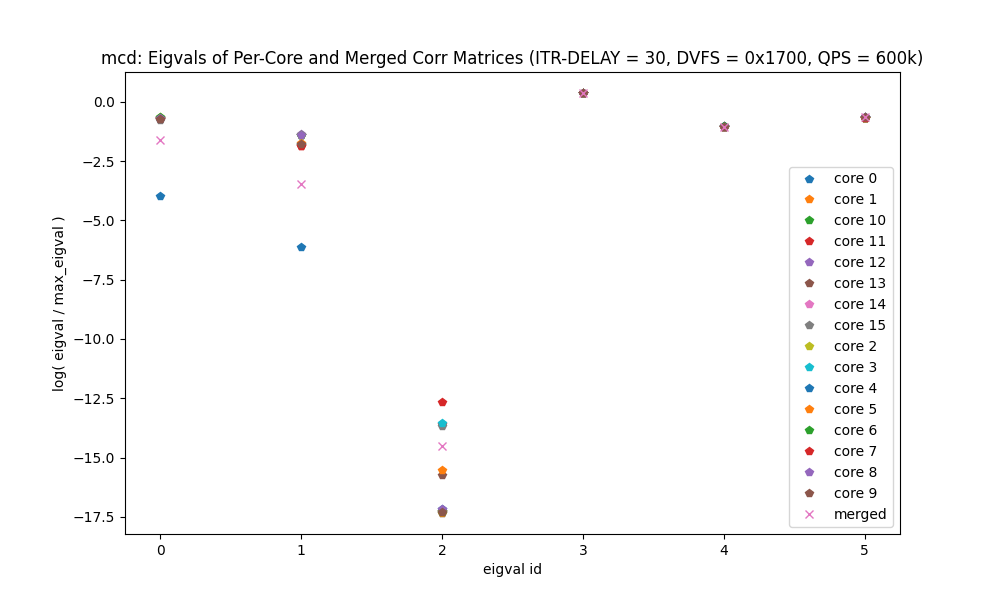 mcd: Eigvals of Per-Core and Merged Corr Matrices (ITR-DELAY = 30, DVFS = 0x1700, QPS = 600k)
log( eigval / max_eigval )
0.0
−2.5
−5.0
−7.5
−10.0
−12.5
−15.0
−17.5
core 0
core 1
core 10
core 11
core 12
core 13
core 14
core 15
core 2
core 3
core 4
core 5
core 6
core 7
core 8
core 9
merged
0 1 2 3 4 5
eigval id